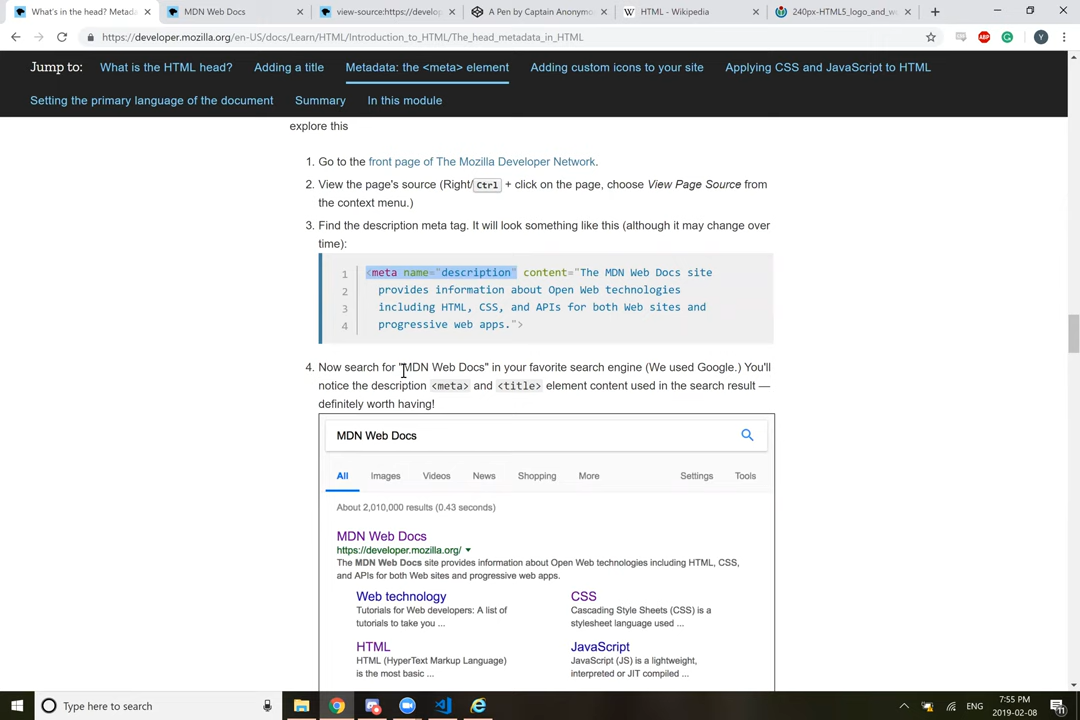 What's in the head? Metad
MDN Web Docs
view-source:https://develop
A Pen by Captain Anonymo
HTML - Wikipedia
240px-HTML5_logo_and_w
https://developer.mozilla.org/en-US/docs/Learn/HTML/Introduction_to_HTML/The_head_metadata_in_HTML
ABP
G
Y
Jump to: What is the HTML head? Adding a title Metadata: the <meta> element Adding custom icons to your site Applying CSS and JavaScript to HTML
Setting the primary language of the document Summary In this module
explore this
1. Go to the front page of The Mozilla Developer Network.
2. View the page's source (Right/Ctrl + click on the page, choose View Page Source from
the context menu.)
3. Find the description meta tag. It will look something like this (although it may change over
time):
1 <meta name="description" content="The MDN Web Docs site
2 provides information about Open Web technologies
3 including HTML, CSS, and APIs for both Web sites and
4 progressive web apps.">
4. Now search for "MDN Web Docs" in your favorite search engine (We used Google.) You'll
notice the description <meta> and <title> element content used in the search result —
definitely worth having!
MDN Web Docs
All Images Videos News Shopping More Settings Tools
About 2,010,000 results (0.43 seconds)
MDN Web Docs
https://developer.mozilla.org/
The MDN Web Docs site provides information about Open Web technologies including HTML, CSS,
and APIs for both Web sites and progressive web apps.
Web technology
Tutorials for Web developers: A list of
tutorials to take you ...
CSS
Cascading Style Sheets (CSS) is a
stylesheet language used ...
HTML
HTML (HyperText Markup Language)
is the most basic ...
JavaScript
JavaScript (JS) is a lightweight,
interpreted or JIT compiled ...
Type here to search
ENG
7:55 PM
2019-02-08